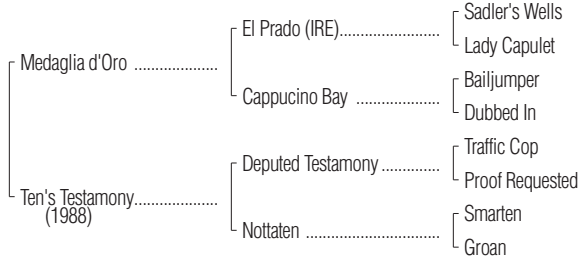 Sadler's Wells
El Prado (IRE)....................
Lady Capulet
Medaglia d'Oro .................
Bailjumper
Cappucino Bay .................
Dubbed In
Traffic Cop
Deputed Testamony ............
Proof Requested
Ten's Testamony.................
(1988)
Smarten
Nottaten ...........................
Groan